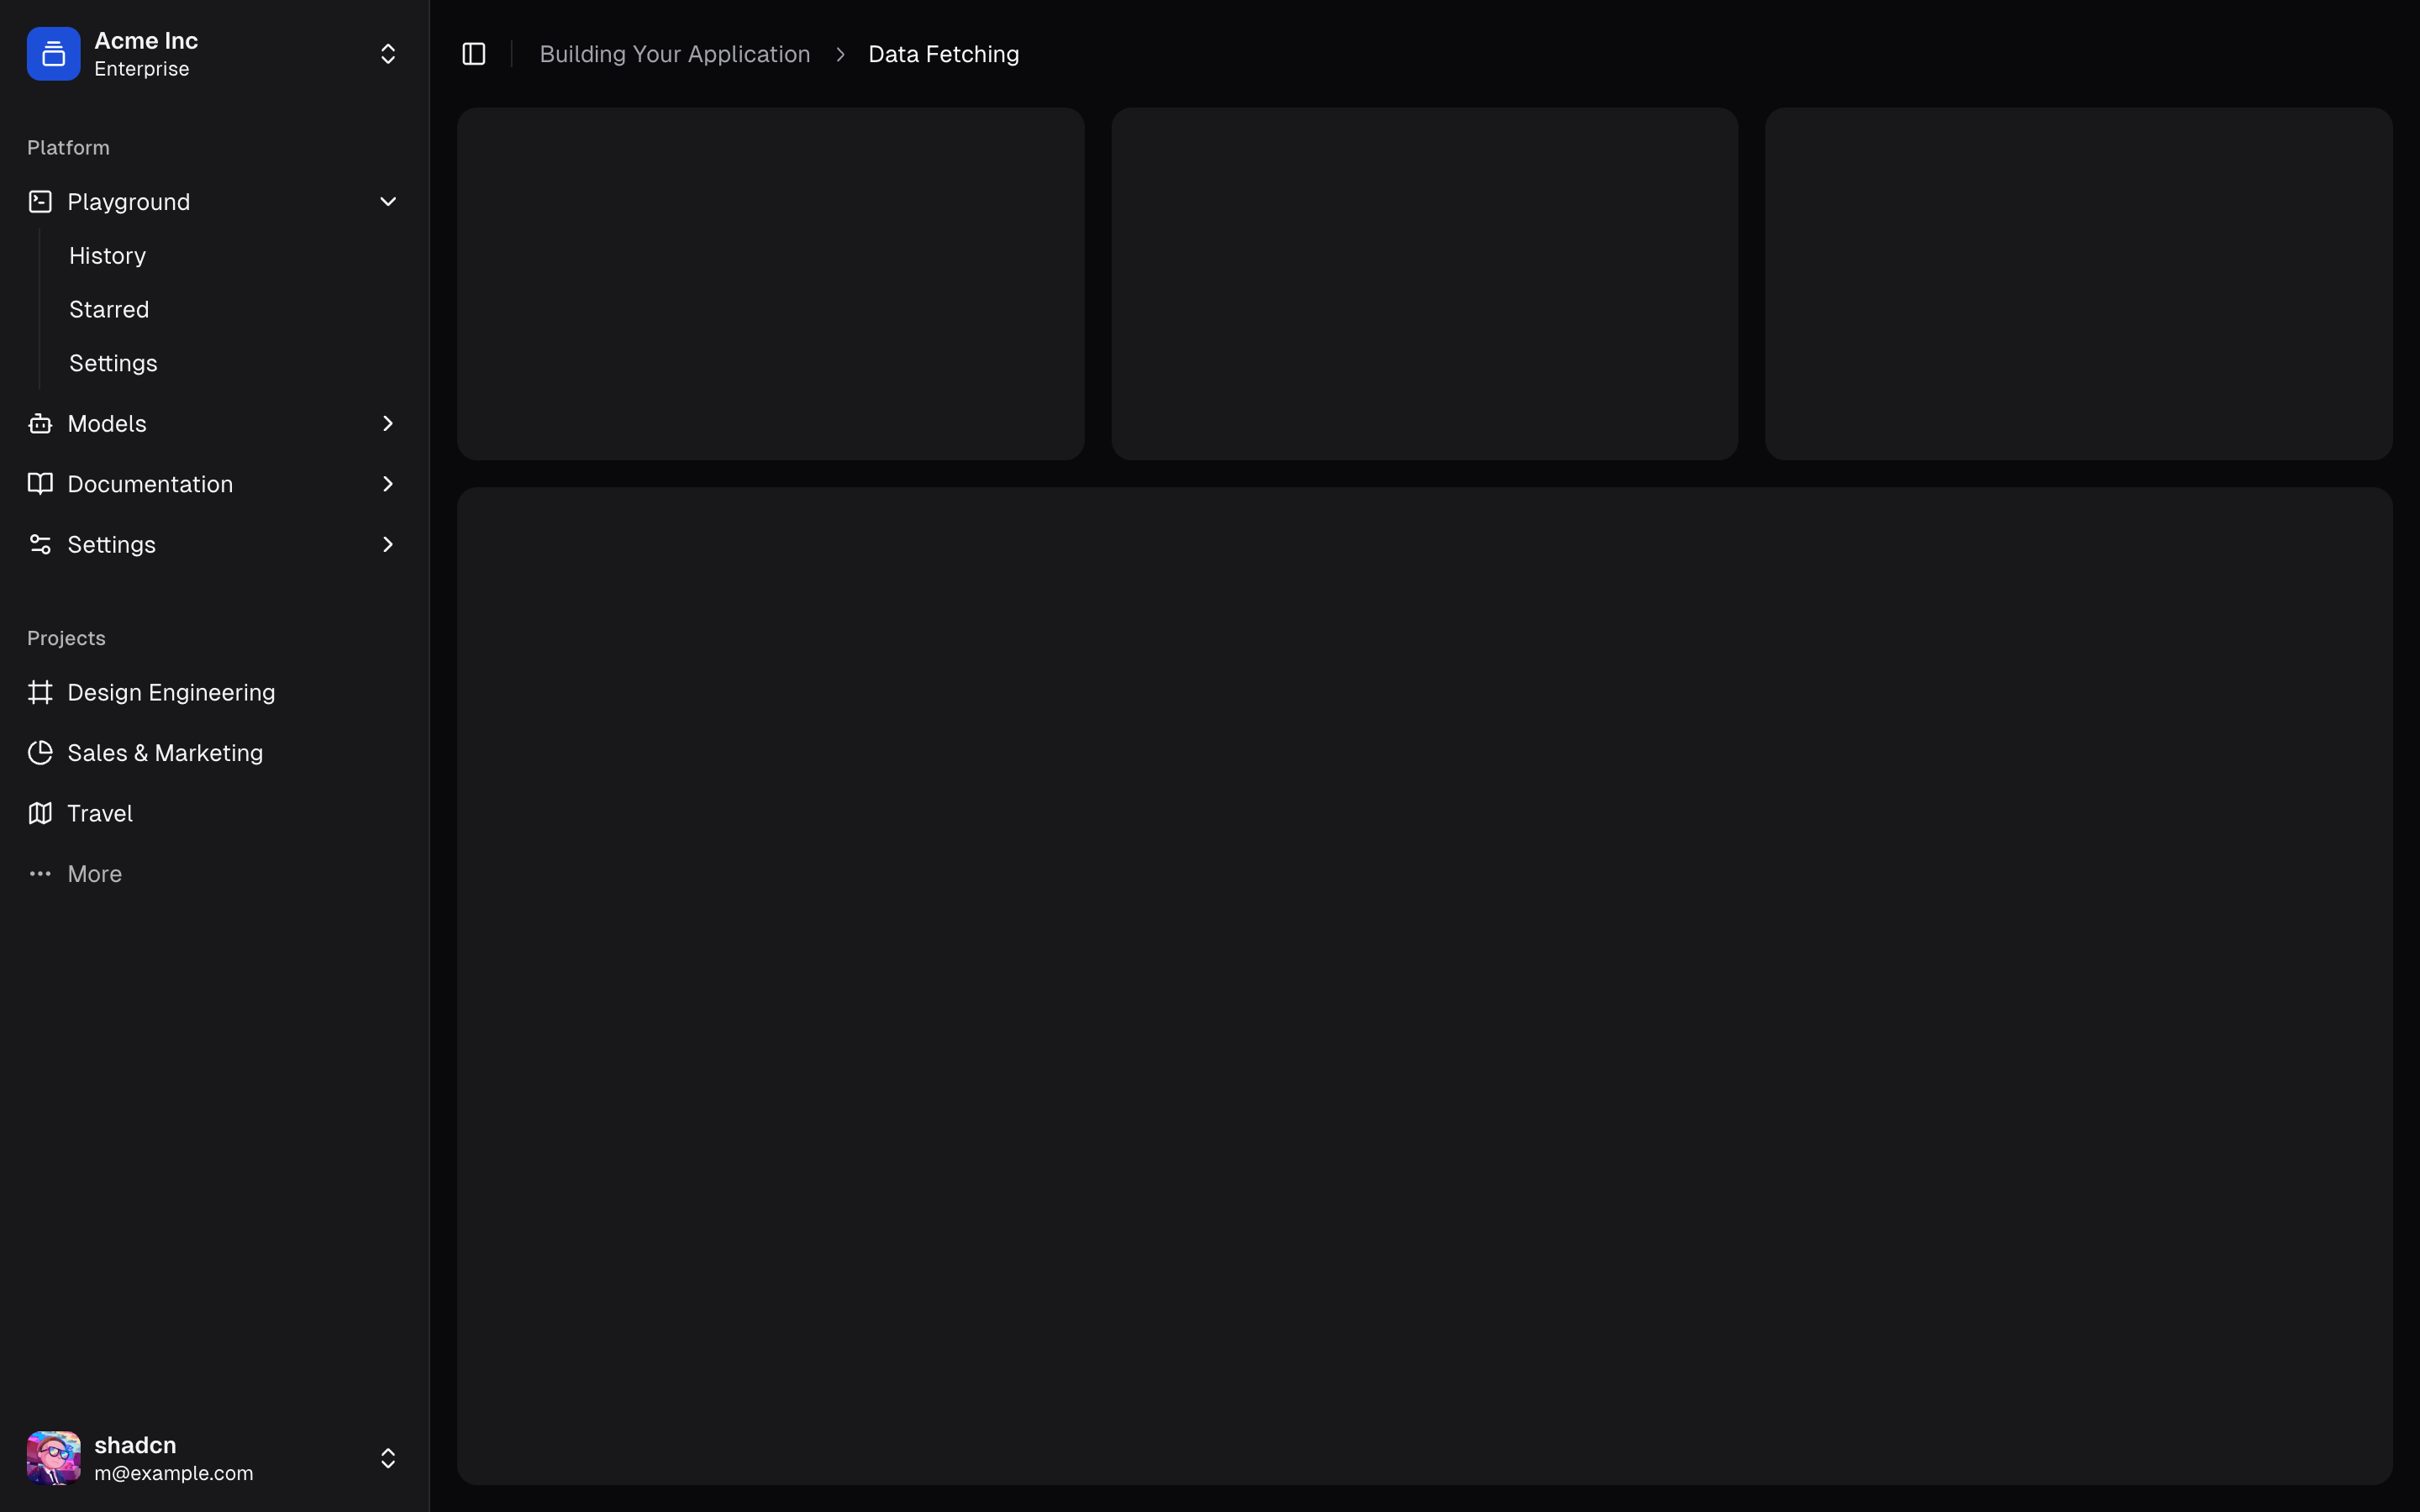 Acme Inc
Enterprise
Platform
Playground
History
Starred
Settings
Models
Documentation
Settings
Projects
Design Engineering
Sales & Marketing
Travel
More
shadcn
m@example.com
Building Your Application
Data Fetching